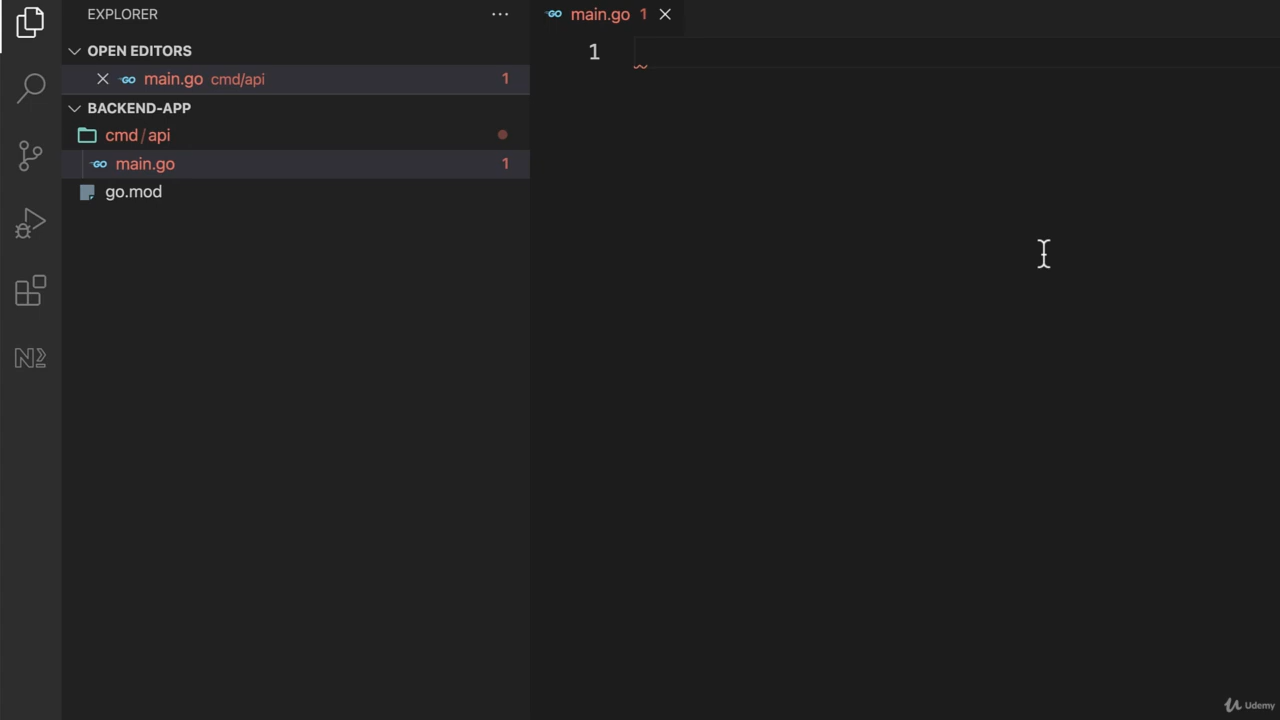 EXPLORER
OPEN EDITORS
main.go cmd/api 1
BACKEND-APP
cmd/api
main.go 1
go.mod
main.go 1
1
Udemy